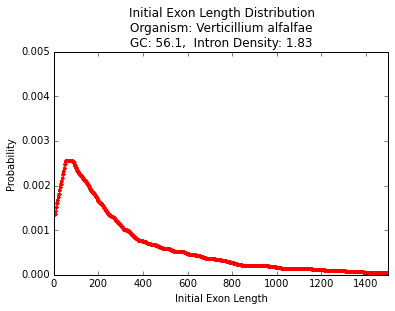 Initial Exon Length Distribution
Organism: Verticillium alfalfae
GC: 56.1,  Intron Density: 1.83
0.005
0.004
0.003
0.002
0.001
0.000
Probability
0 200 400 600 800 1000 1200 1400
Initial Exon Length